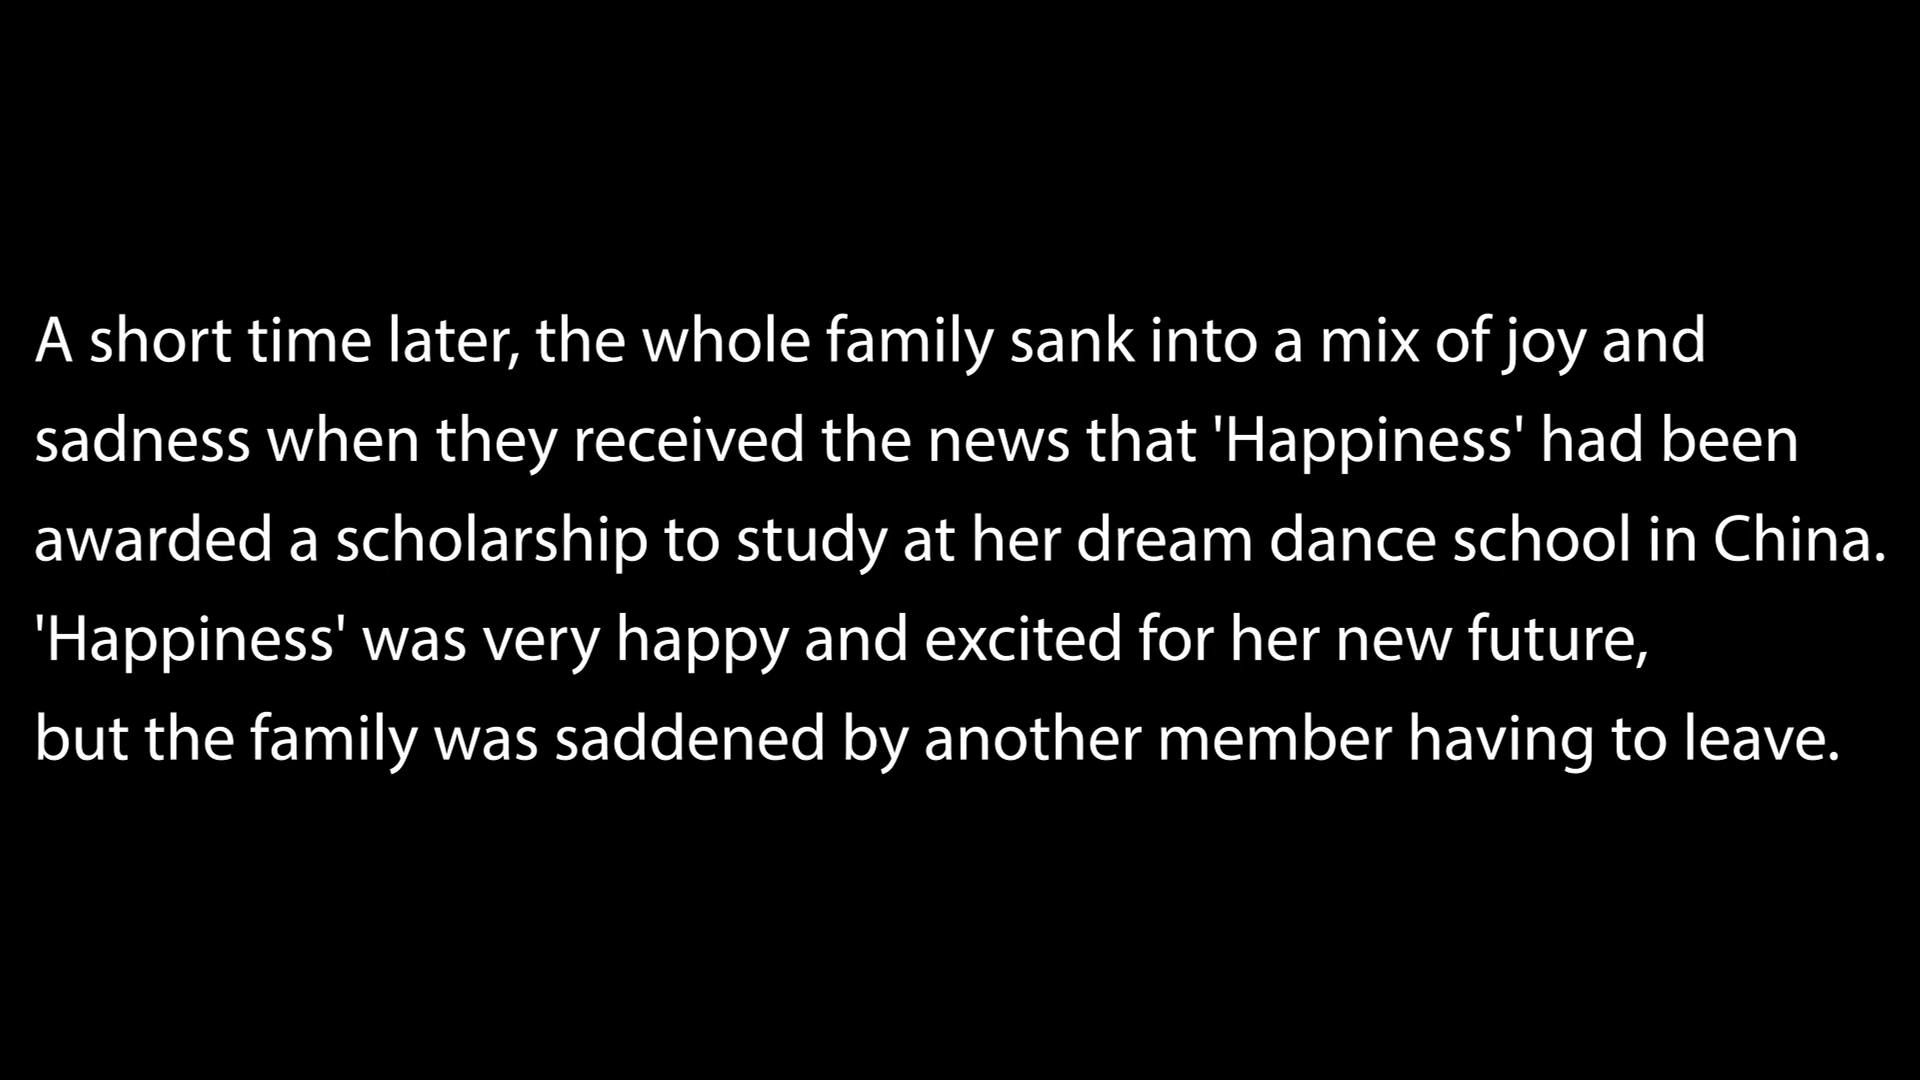 A short time later, the whole family sank into a mix of joy and
sadness when they received the news that 'Happiness' had been
awarded a scholarship to study at her dream dance school in China.
'Happiness' was very happy and excited for her new future,
but the family was saddened by another member having to leave.